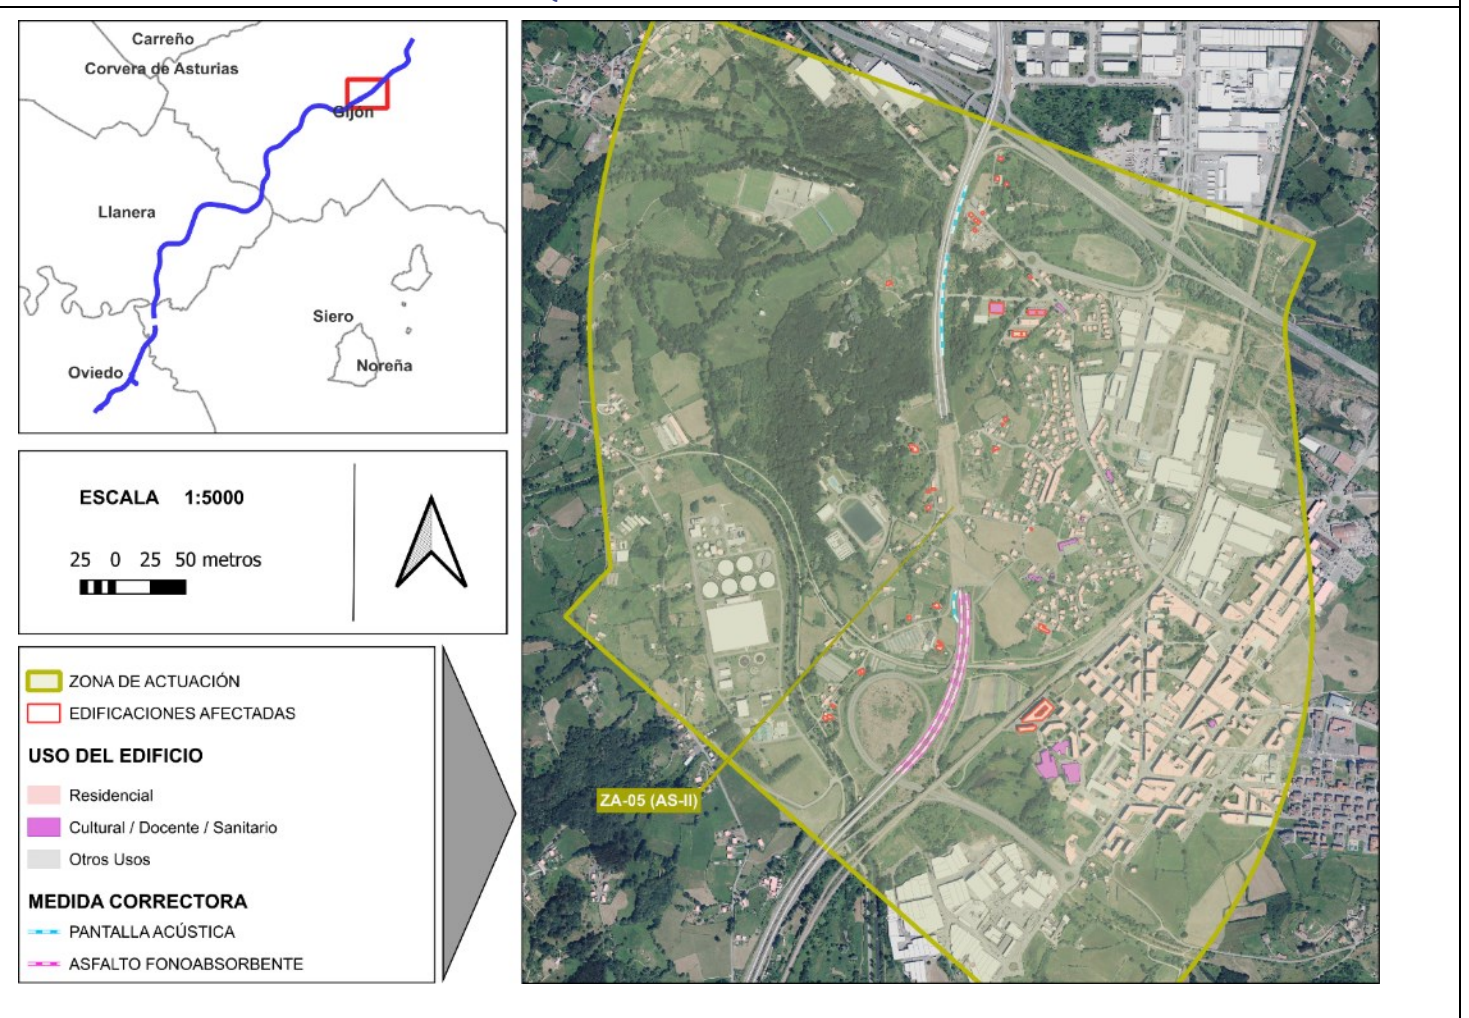 Carreño
Corvera de Asturias
Gijón
Llanera
Siero
Noreña
Oviedo
ESCALA 1:5000
25 0 25 50 metros
ZONA DE ACTUACIÓN
EDIFICACIONES AFECTADAS
USO DEL EDIFICIO
Residencial
Cultural / Docente / Sanitario
Otros Usos
MEDIDA CORRECTORA
PANTALLA ACÚSTICA
ASFALTO FONOABSORBENTE
ZA-05 (AS-II)